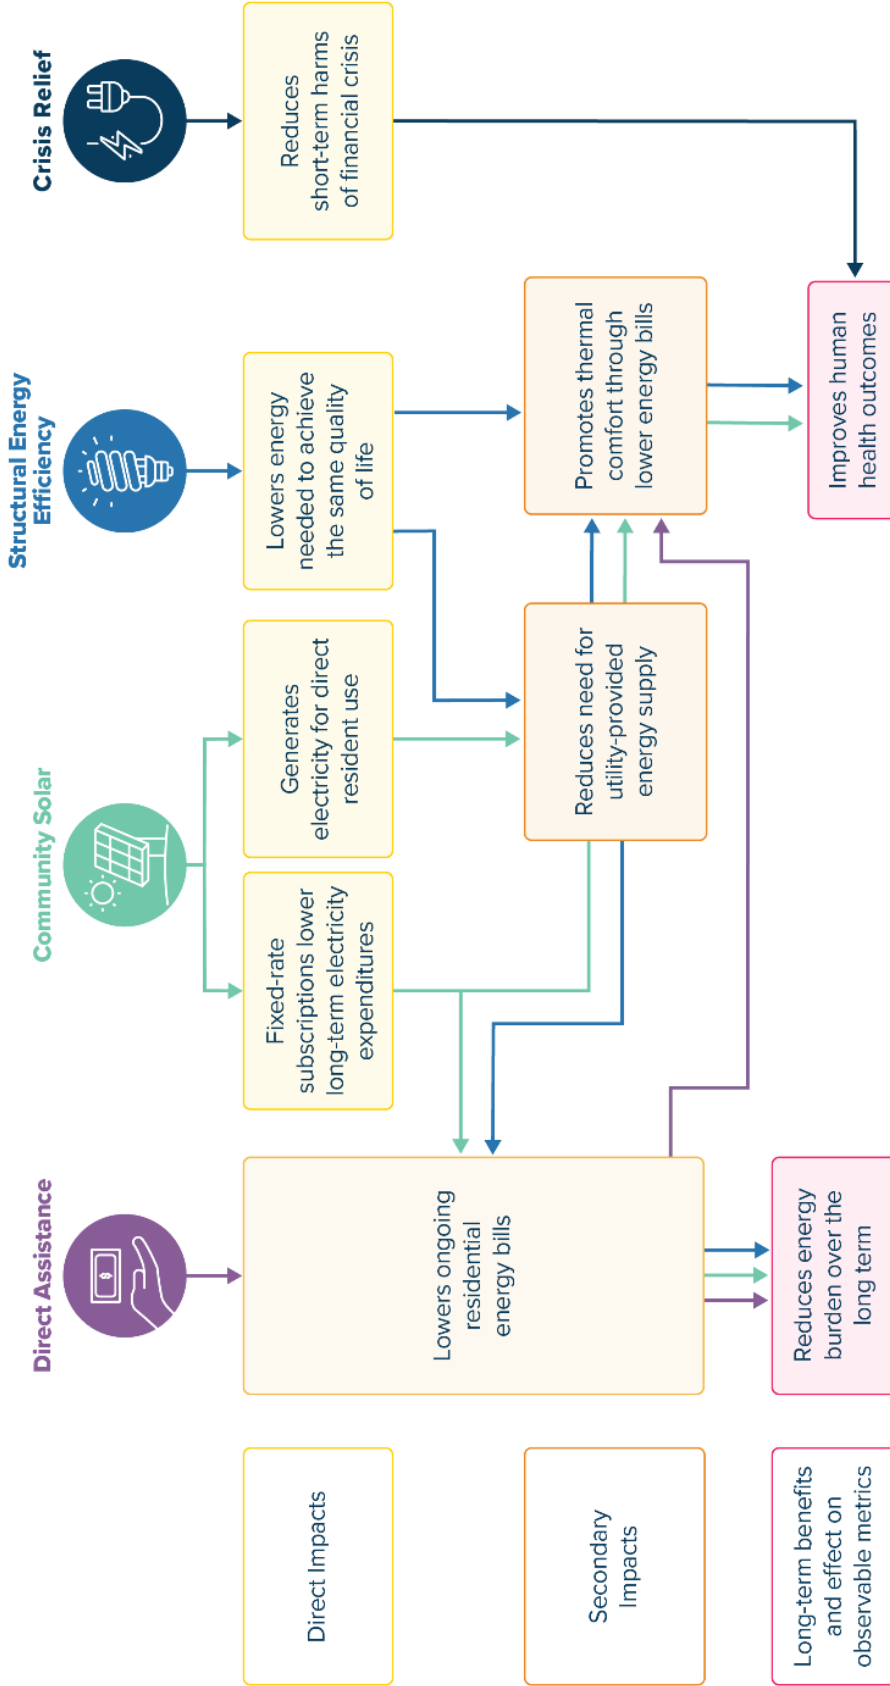 Direct Assistance
Community Solar
Structural Energy
Efficiency
Crisis Relief
Direct Impacts
Lowers ongoing
residential
energy bills
Fixed-rate
subscriptions lower
long-term electricity
expenditures
Generates
electricity for direct
resident use
Lowers energy
needed to achieve
the same quality
of life
Reduces
short-term harms
of financial crisis
Secondary
Impacts
Reduces need for
utility-provided
energy supply
Promotes thermal
comfort through
lower energy bills
Long-term benefits
and effect on
observable metrics
Reduces energy
burden over the
long term
Improves human
health outcomes
$